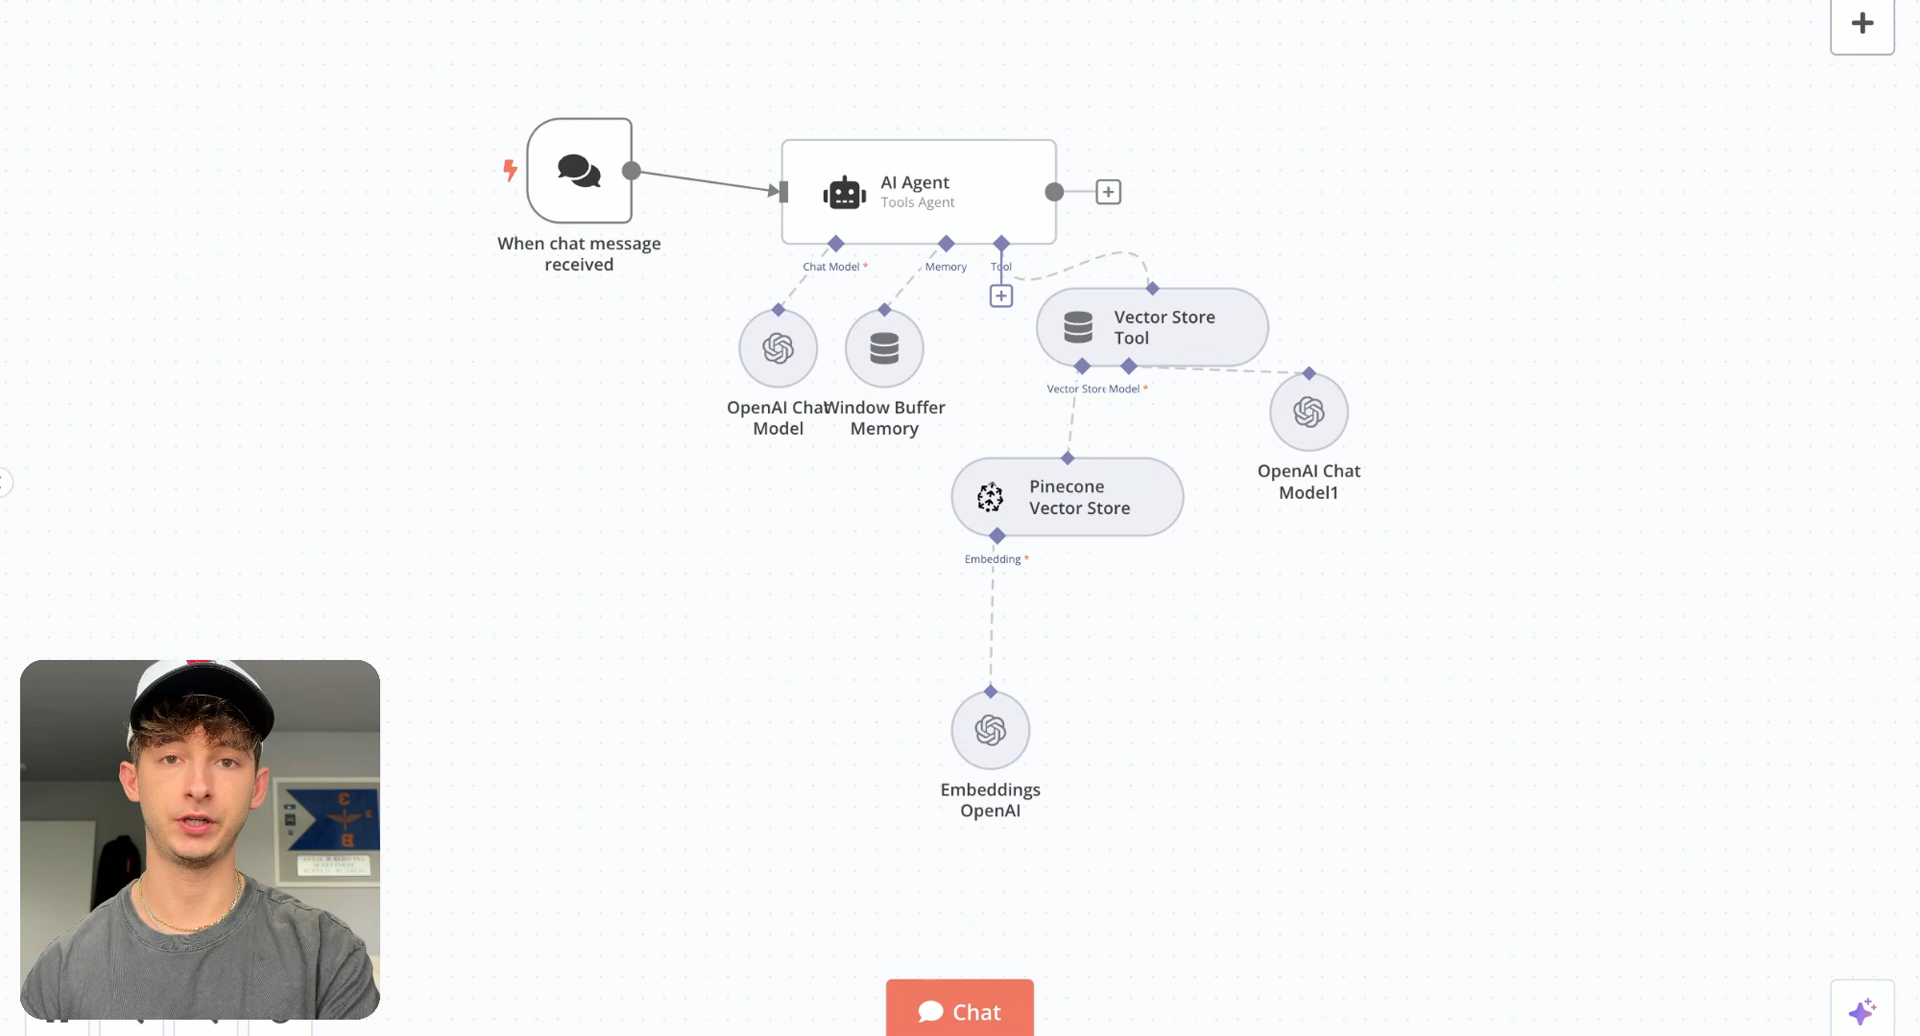 When chat message
received
AI Agent
Tools Agent
Chat Model *
Memory
Tool
Vector Store
Tool
Vector Store
Model *
OpenAI Chat
Model
Window Buffer
Memory
OpenAI Chat
Model1
Pinecone
Vector Store
Embedding *
Embeddings
OpenAI
3
B
Chat